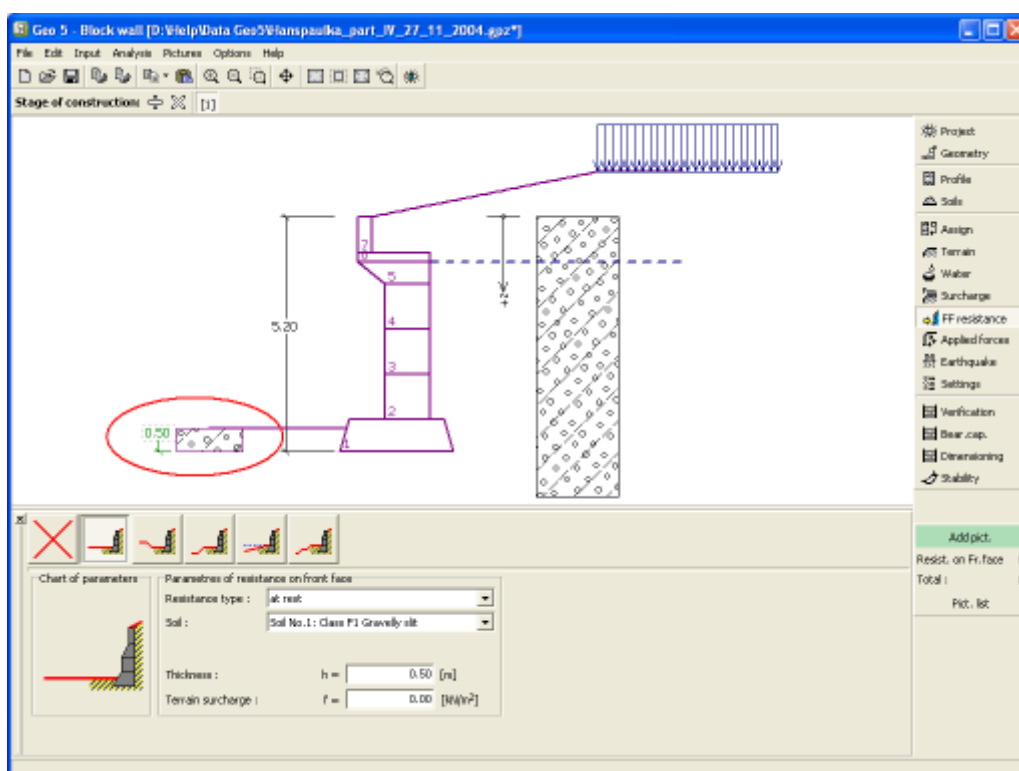 Geo 5 - Block wall [D:\Help\Data Geo5\Hanspaulka_part_IV_27_11_2004.gpz*]
File Edit Input Analysis Pictures Options Help
Stage of construction: [1]
Project
Geometry
Profile
Soils
Assign
Terrain
Water
Surcharge
FF resistance
Applied forces
Earthquake
Settings
Verification
Bear.cap.
Dimensioning
Stability
7
6
5
+z
5.20
4
3
2
0.50
1
Add pict.
Resist. on Fr.face
Total :
Pict. list
Chart of parameters
Parametres of resistance on front face
Resistance type : at rest
Soil : Soil No.1: Class F1 Gravelly silt
Thickness : h = 0.50 [m]
Terrain surcharge : f = 0.00 [kN/m²]